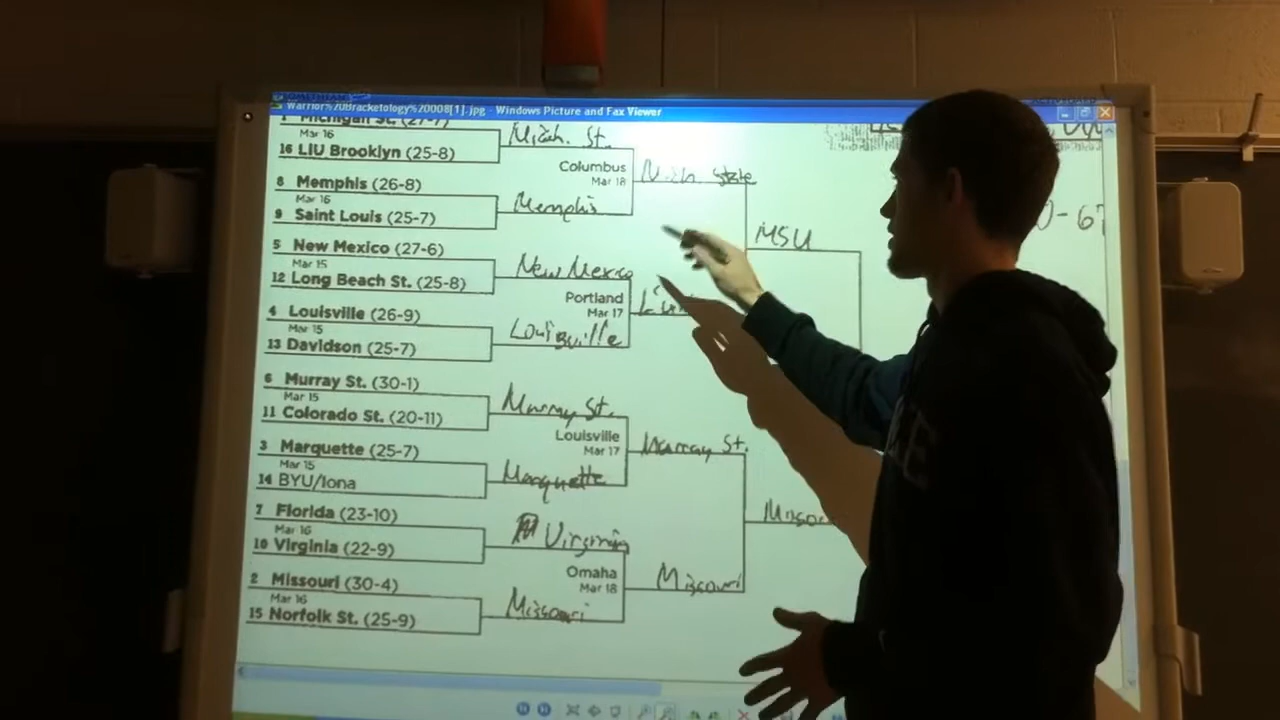 Warrior%20Bracketology%20008[1].jpg - Windows Picture and Fax Viewer
1 Michigan St. (27-7)
Mar 16
16 LIU Brooklyn (25-8)
Mich. St.
Columbus
Mar 18
Mich. State
8 Memphis (26-8)
Mar 16
9 Saint Louis (25-7)
Memphis
MSU
0-67
5 New Mexico (27-6)
Mar 15
12 Long Beach St. (25-8)
New Mexico
Portland
Mar 17
4 Louisville (26-9)
Mar 15
13 Davidson (25-7)
Louisville
6 Murray St. (30-1)
Mar 15
11 Colorado St. (20-11)
Murray St.
Louisville
Mar 17
Murray St.
3 Marquette (25-7)
Mar 15
14 BYU/Iona
Marquette
7 Florida (23-10)
Mar 16
10 Virginia (22-9)
Virginia
Omaha
Mar 18
Missouri
2 Missouri (30-4)
Mar 16
15 Norfolk St. (25-9)
Missouri